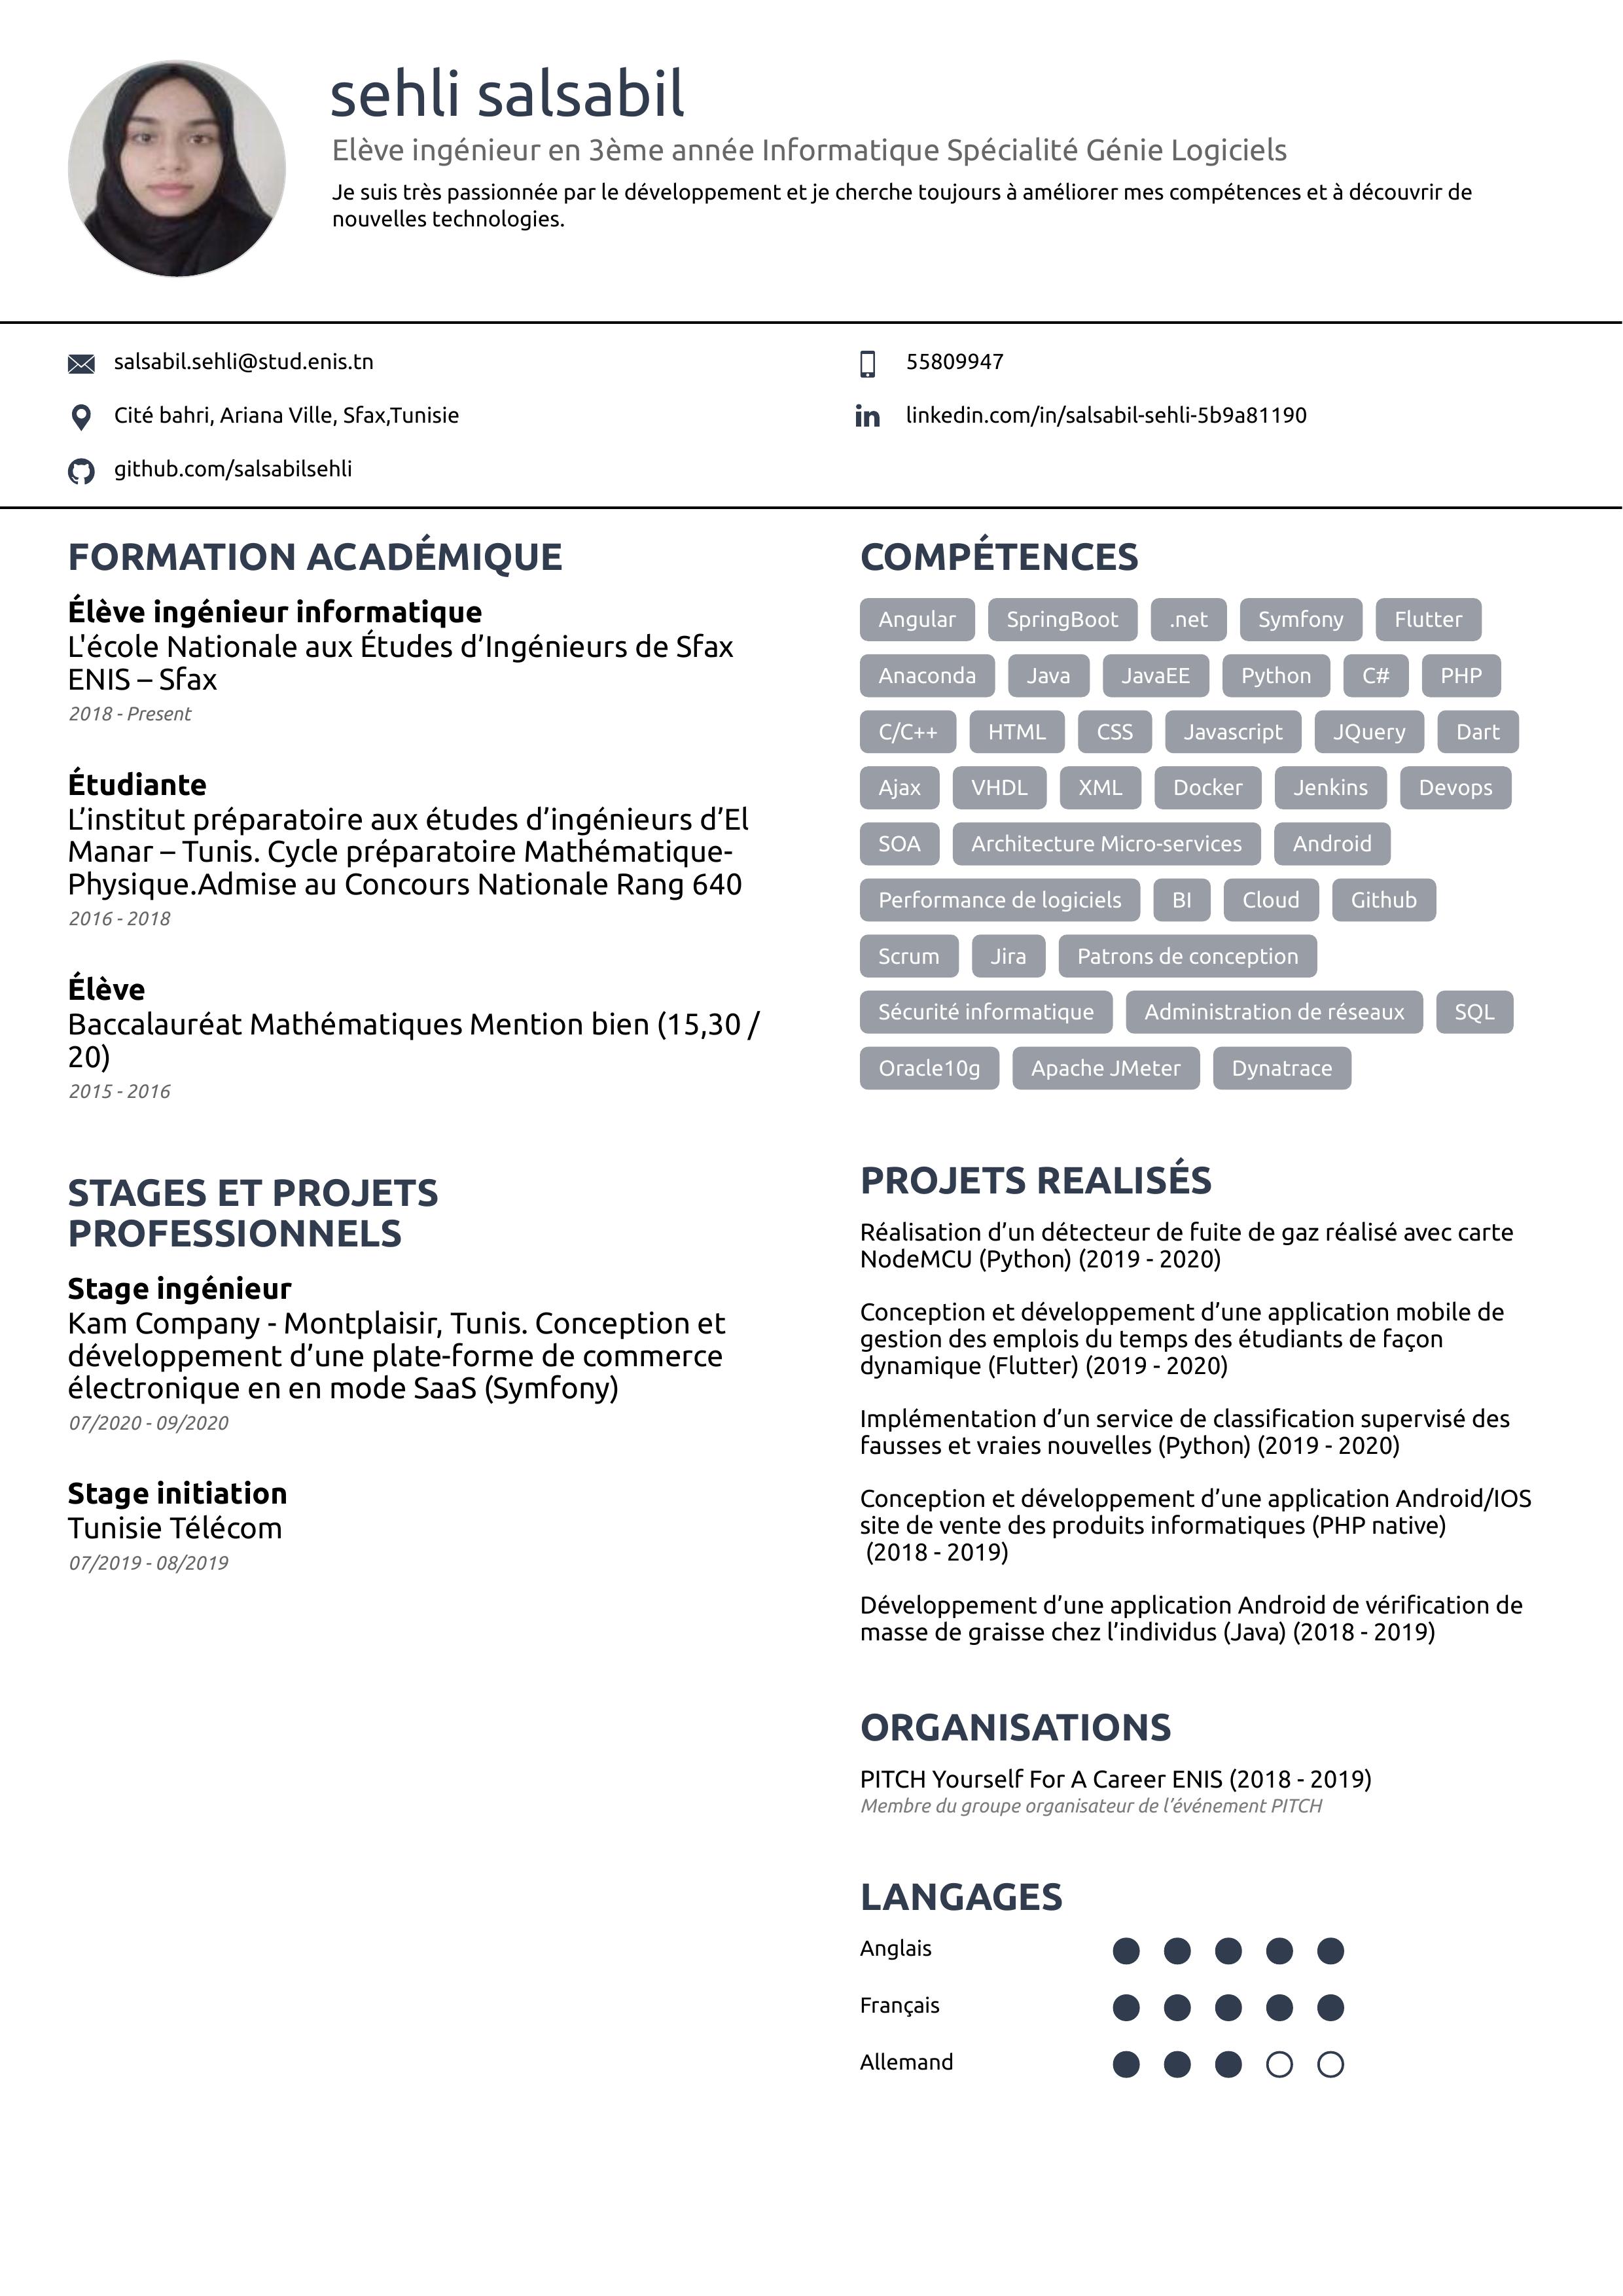 sehli salsabil
Elève ingénieur en 3ème année Informatique Spécialité Génie Logiciels
Je suis très passionnée par le développement et je cherche toujours à améliorer mes compétences et à découvrir de
nouvelles technologies.
salsabil.sehli@stud.enis.tn
55809947
Cité bahri, Ariana Ville, Sfax,Tunisie
linkedin.com/in/salsabil-sehli-5b9a81190
github.com/salsabilsehli
FORMATION ACADÉMIQUE
Élève ingénieur informatique
L'école Nationale aux Études d’Ingénieurs de Sfax
ENIS – Sfax
2018 - Present
Étudiante
L’institut préparatoire aux études d’ingénieurs d’El
Manar – Tunis. Cycle préparatoire Mathématique-
Physique.Admise au Concours Nationale Rang 640
2016 - 2018
Élève
Baccalauréat Mathématiques Mention bien (15,30 /
20)
2015 - 2016
STAGES ET PROJETS
PROFESSIONNELS
Stage ingénieur
Kam Company - Montplaisir, Tunis. Conception et
développement d’une plate-forme de commerce
électronique en en mode SaaS (Symfony)
07/2020 - 09/2020
Stage initiation
Tunisie Télécom
07/2019 - 08/2019
COMPÉTENCES
Angular SpringBoot .net Symfony Flutter
Anaconda Java JavaEE Python C# PHP
C/C++ HTML CSS Javascript JQuery Dart
Ajax VHDL XML Docker Jenkins Devops
SOA Architecture Micro-services Android
Performance de logiciels BI Cloud Github
Scrum Jira Patrons de conception
Sécurité informatique Administration de réseaux SQL
Oracle10g Apache JMeter Dynatrace
PROJETS REALISÉS
Réalisation d’un détecteur de fuite de gaz réalisé avec carte
NodeMCU (Python) (2019 - 2020)
Conception et développement d’une application mobile de
gestion des emplois du temps des étudiants de façon
dynamique (Flutter) (2019 - 2020)
Implémentation d’un service de classification supervisé des
fausses et vraies nouvelles (Python) (2019 - 2020)
Conception et développement d’une application Android/IOS
site de vente des produits informatiques (PHP native)
(2018 - 2019)
Développement d’une application Android de vérification de
masse de graisse chez l’individus (Java) (2018 - 2019)
ORGANISATIONS
PITCH Yourself For A Career ENIS (2018 - 2019)
Membre du groupe organisateur de l’événement PITCH
LANGAGES
Anglais
Français
Allemand